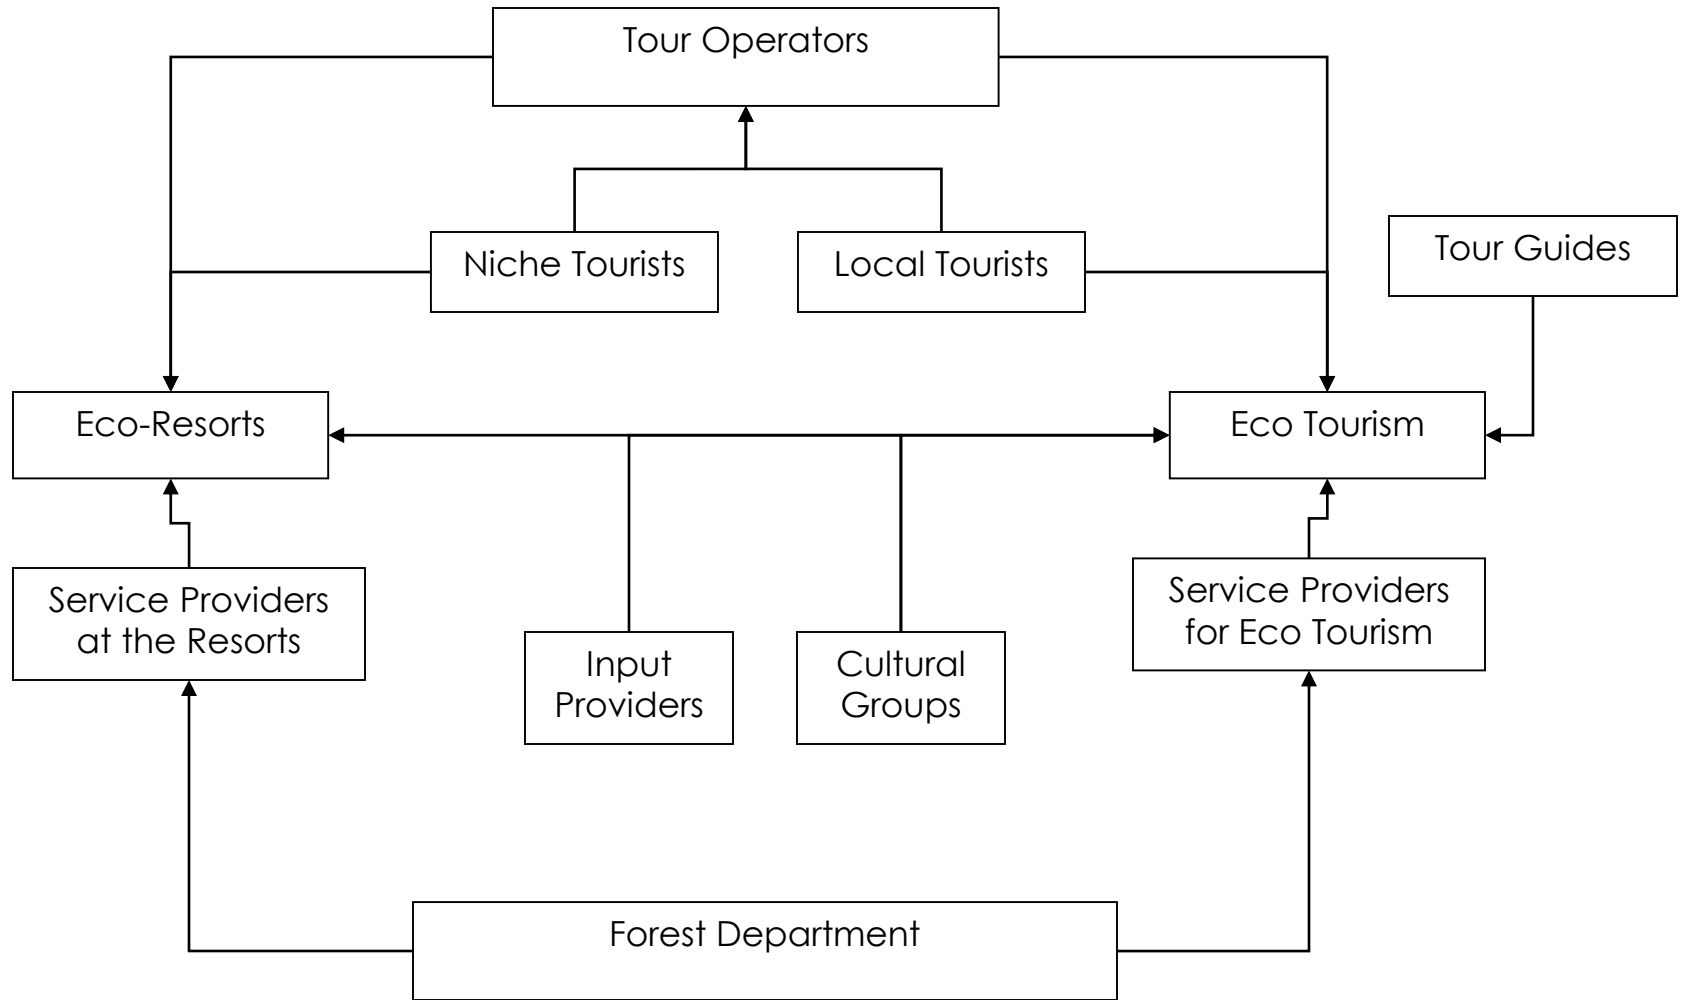 Tour Operators
Niche Tourists
Local Tourists
Tour Guides
Eco-Resorts
Eco Tourism
Service Providers
at the Resorts
Input
Providers
Cultural
Groups
Service Providers
for Eco Tourism
Forest Department